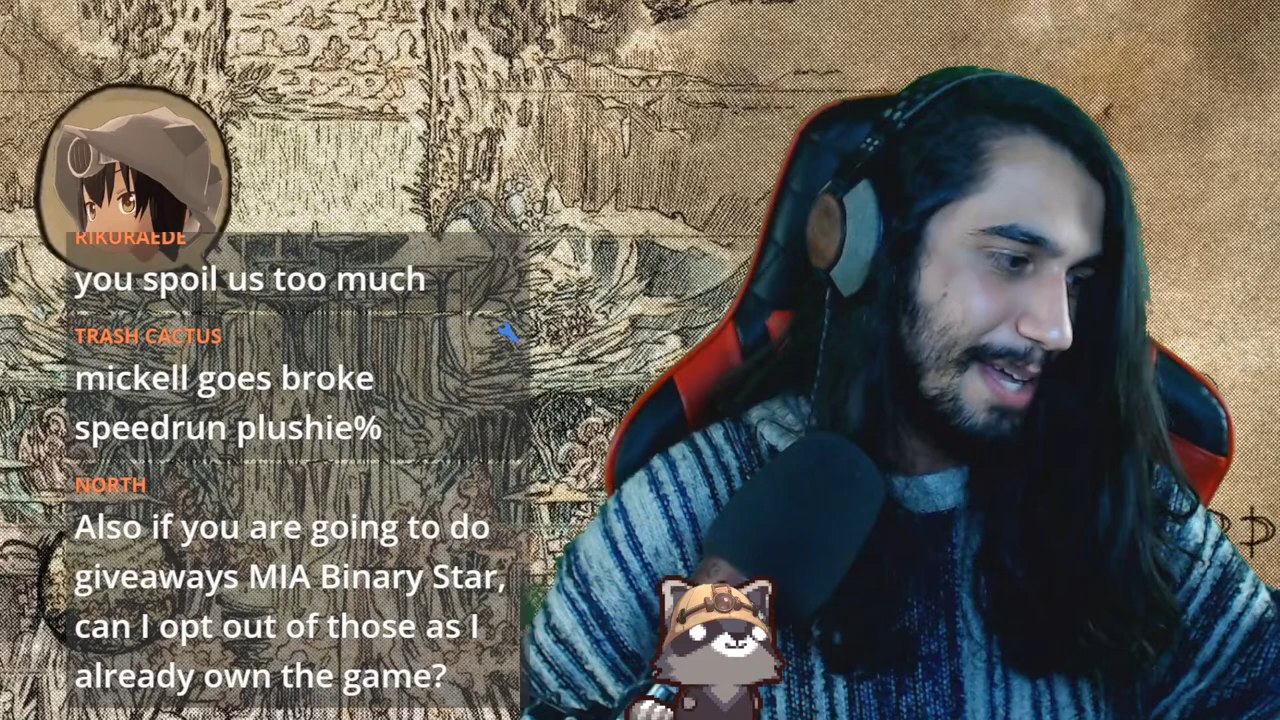 RIKURAEDE
you spoil us too much
TRASH CACTUS
mickell goes broke
speedrun plushie%
NORTH
Also if you are going to do
giveaways MIA Binary Star,
can I opt out of those as I
already own the game?